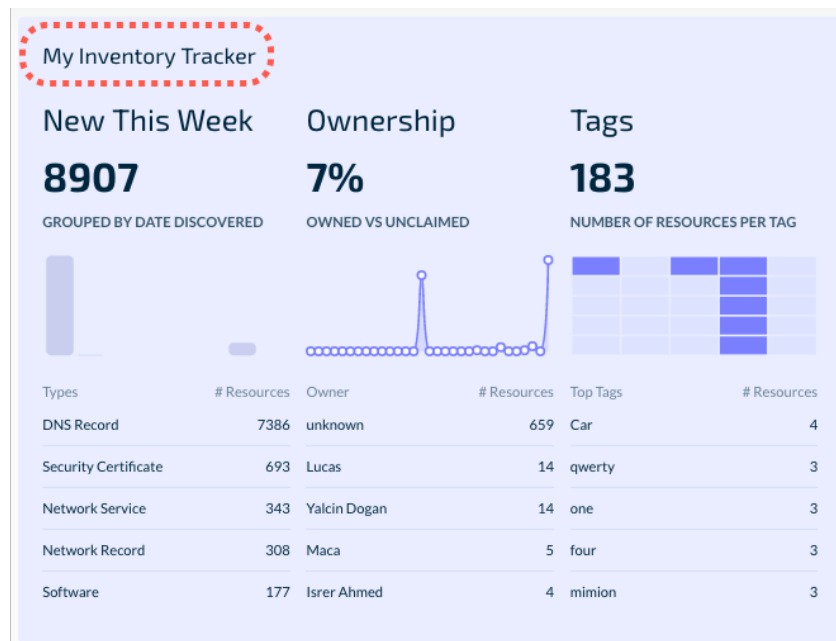 My Inventory Tracker
New This Week
8907
GROUPED BY DATE DISCOVERED
Types # Resources
DNS Record 7386
Security Certificate 693
Network Service 343
Network Record 308
Software 177
Ownership
7%
OWNED VS UNCLAIMED
Owner # Resources
unknown 659
Lucas 14
Yalcin Dogan 14
Maca 5
Isrer Ahmed 4
Tags
183
NUMBER OF RESOURCES PER TAG
Top Tags # Resources
Car 4
qwerty 3
one 3
four 3
mimion 3